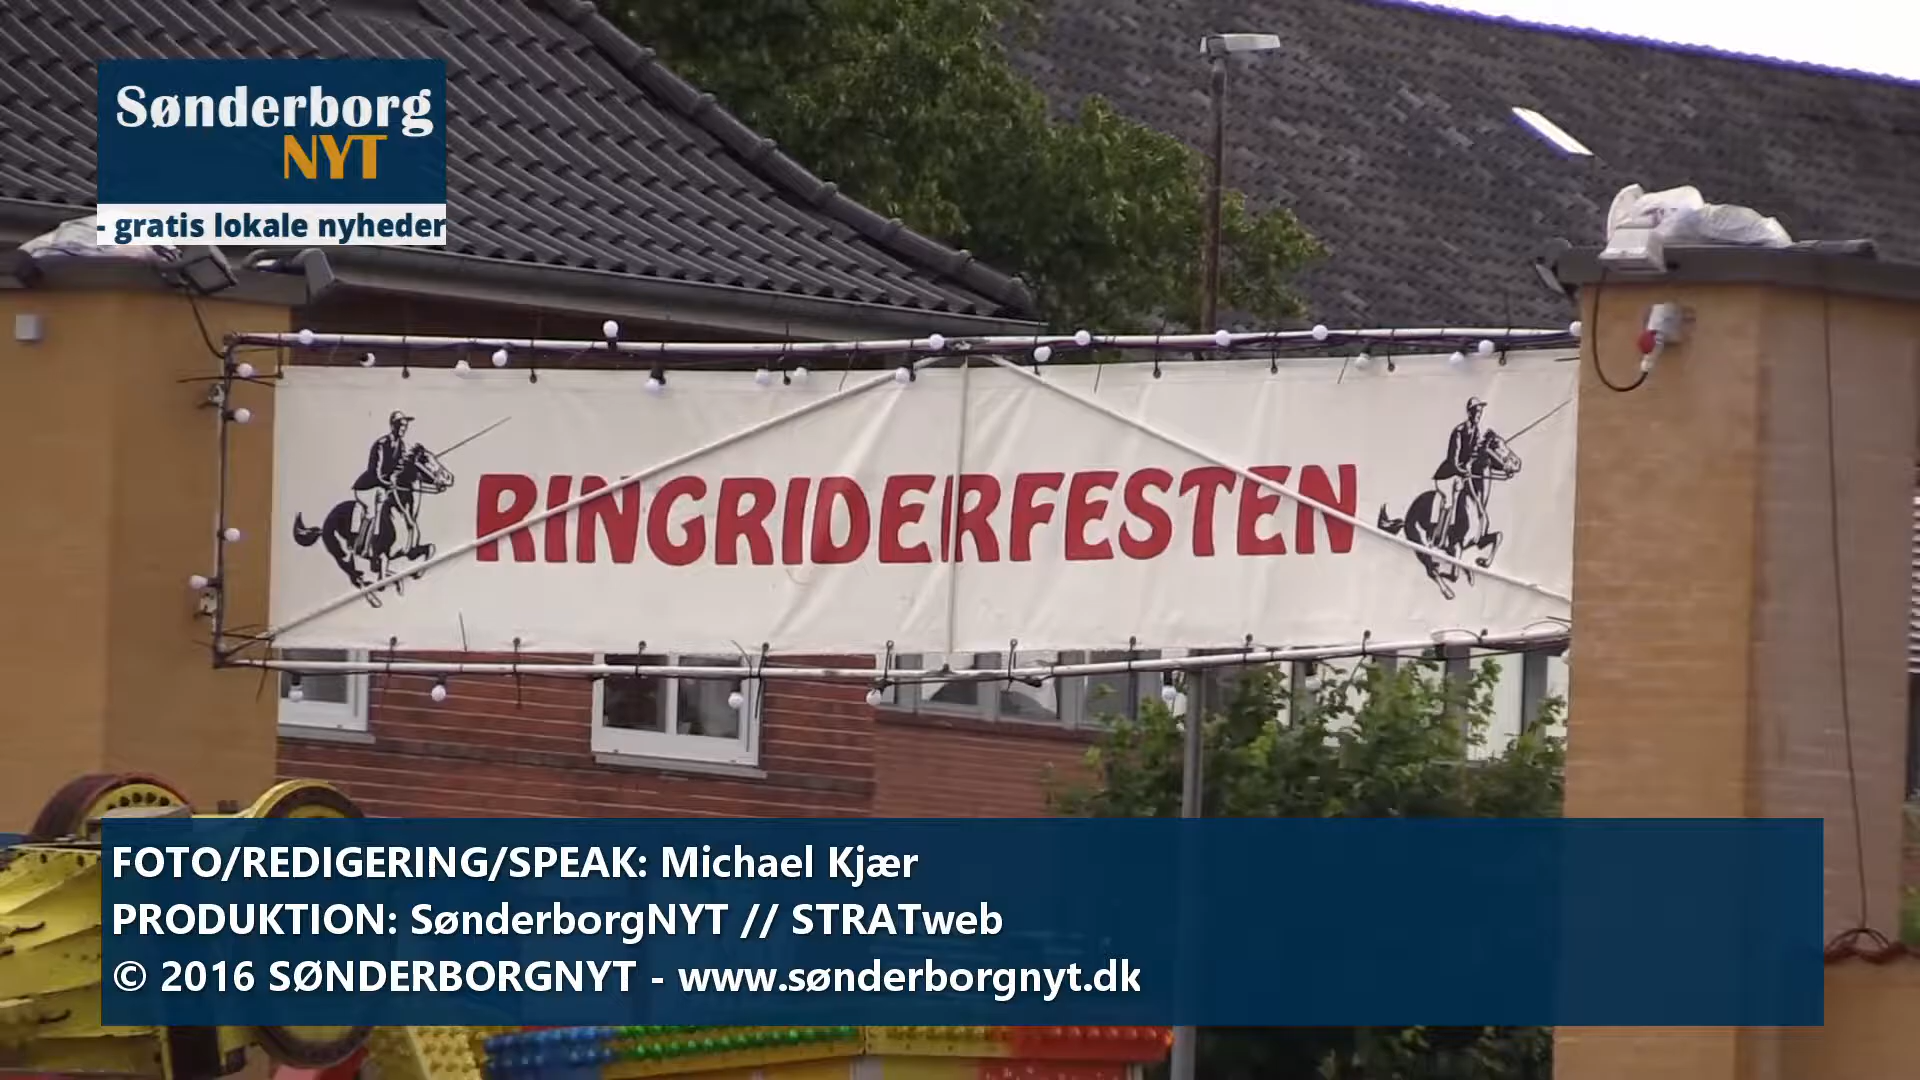 Sønderborg
NYT
- gratis lokale nyheder
RINGRIDERFESTEN
FOTO/REDIGERING/SPEAK: Michael Kjær
PRODUKTION: SønderborgNYT // STRATweb
© 2016 SØNDERBORGNYT - www.sønderborgnyt.dk